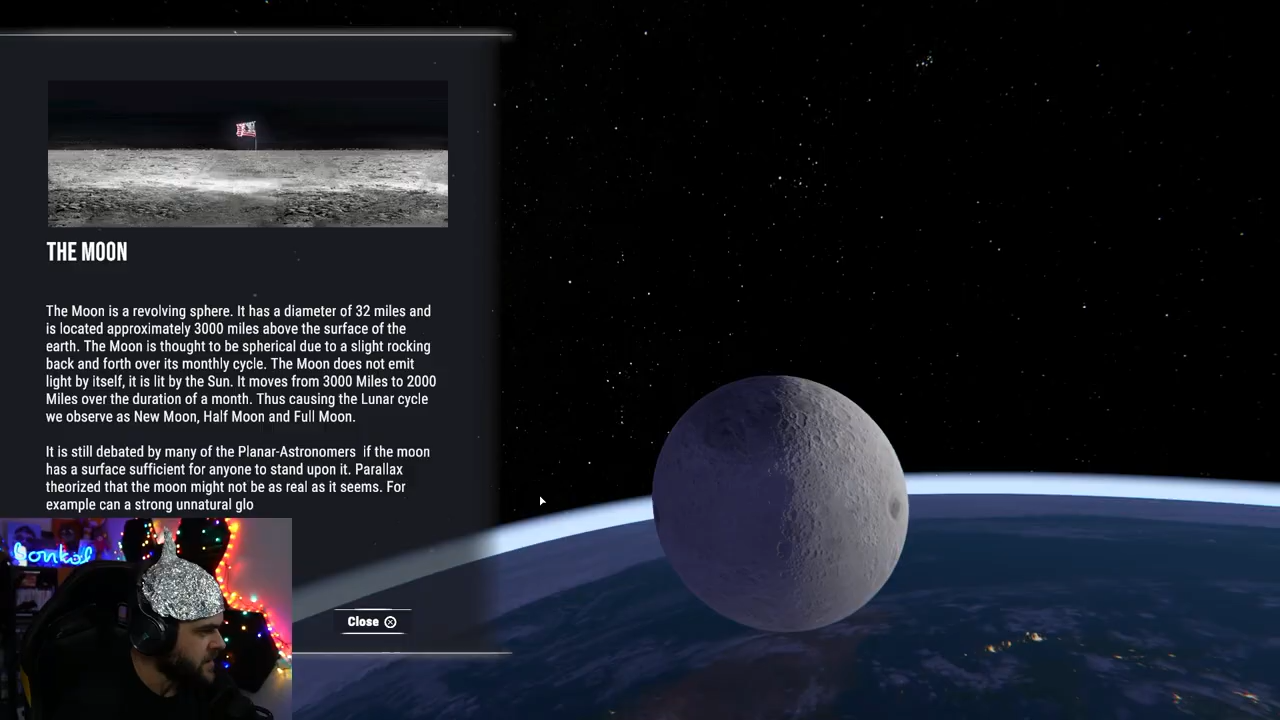 THE MOON
The Moon is a revolving sphere. It has a diameter of 32 miles and
is located approximately 3000 miles above the surface of the
earth. The Moon is thought to be spherical due to a slight rocking
back and forth over its monthly cycle. The Moon does not emit
light by itself, it is lit by the Sun. It moves from 3000 Miles to 2000
Miles over the duration of a month. Thus causing the Lunar cycle
we observe as New Moon, Half Moon and Full Moon.
It is still debated by many of the Planar-Astronomers if the moon
has a surface sufficient for anyone to stand upon it. Parallax
theorized that the moon might not be as real as it seems. For
example can a strong unnatural glo
Close